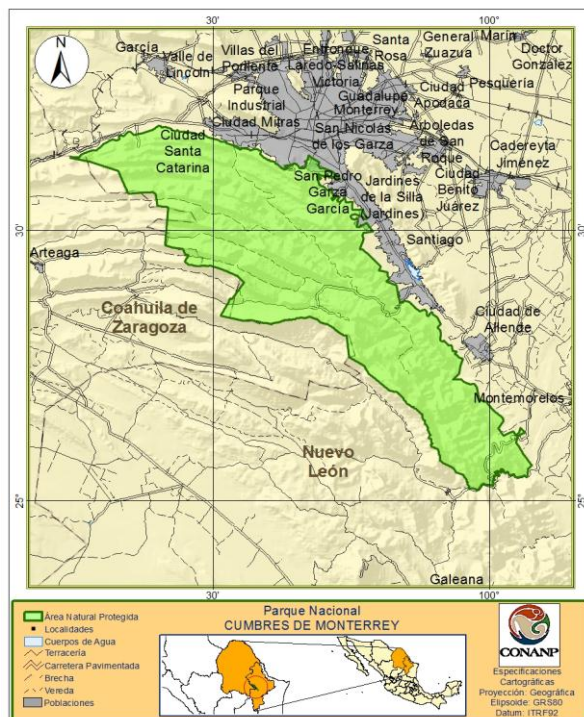 30'
100°
N
García
Valle de
Lincoln
Villas del
Poniente
Entronque
Laredo-Salinas
Victoria
Santa
Rosa
General
Zuazua
Marín
Doctor
González
Parque
Industrial
Ciudad Mitras
Guadalupe
Monterrey
Ciudad
Apodaca
Pesquería
Ciudad
Santa
Catarina
San Nicolás
de los Garza
Arboledas
de San
Roque
Cadereyta
Jiménez
San Pedro
Garza
García
Jardines
de la Silla
(Jardines)
Ciudad
Benito
Juárez
30'
30'
Arteaga
Santiago
Coahuila de
Zaragoza
Ciudad de
Allende
Montemorelos
Nuevo
León
25°
25°
Galeana
30'
100°
Área Natural Protegida
Localidades
Cuerpos de Agua
Terracería
Carretera Pavimentada
Brecha
Vereda
Poblaciones
Parque Nacional
CUMBRES DE MONTERREY
CONANP
Especificaciones
Cartográficas
Proyección: Geográfica
Elipsoide: GRS80
Datum: ITRF92